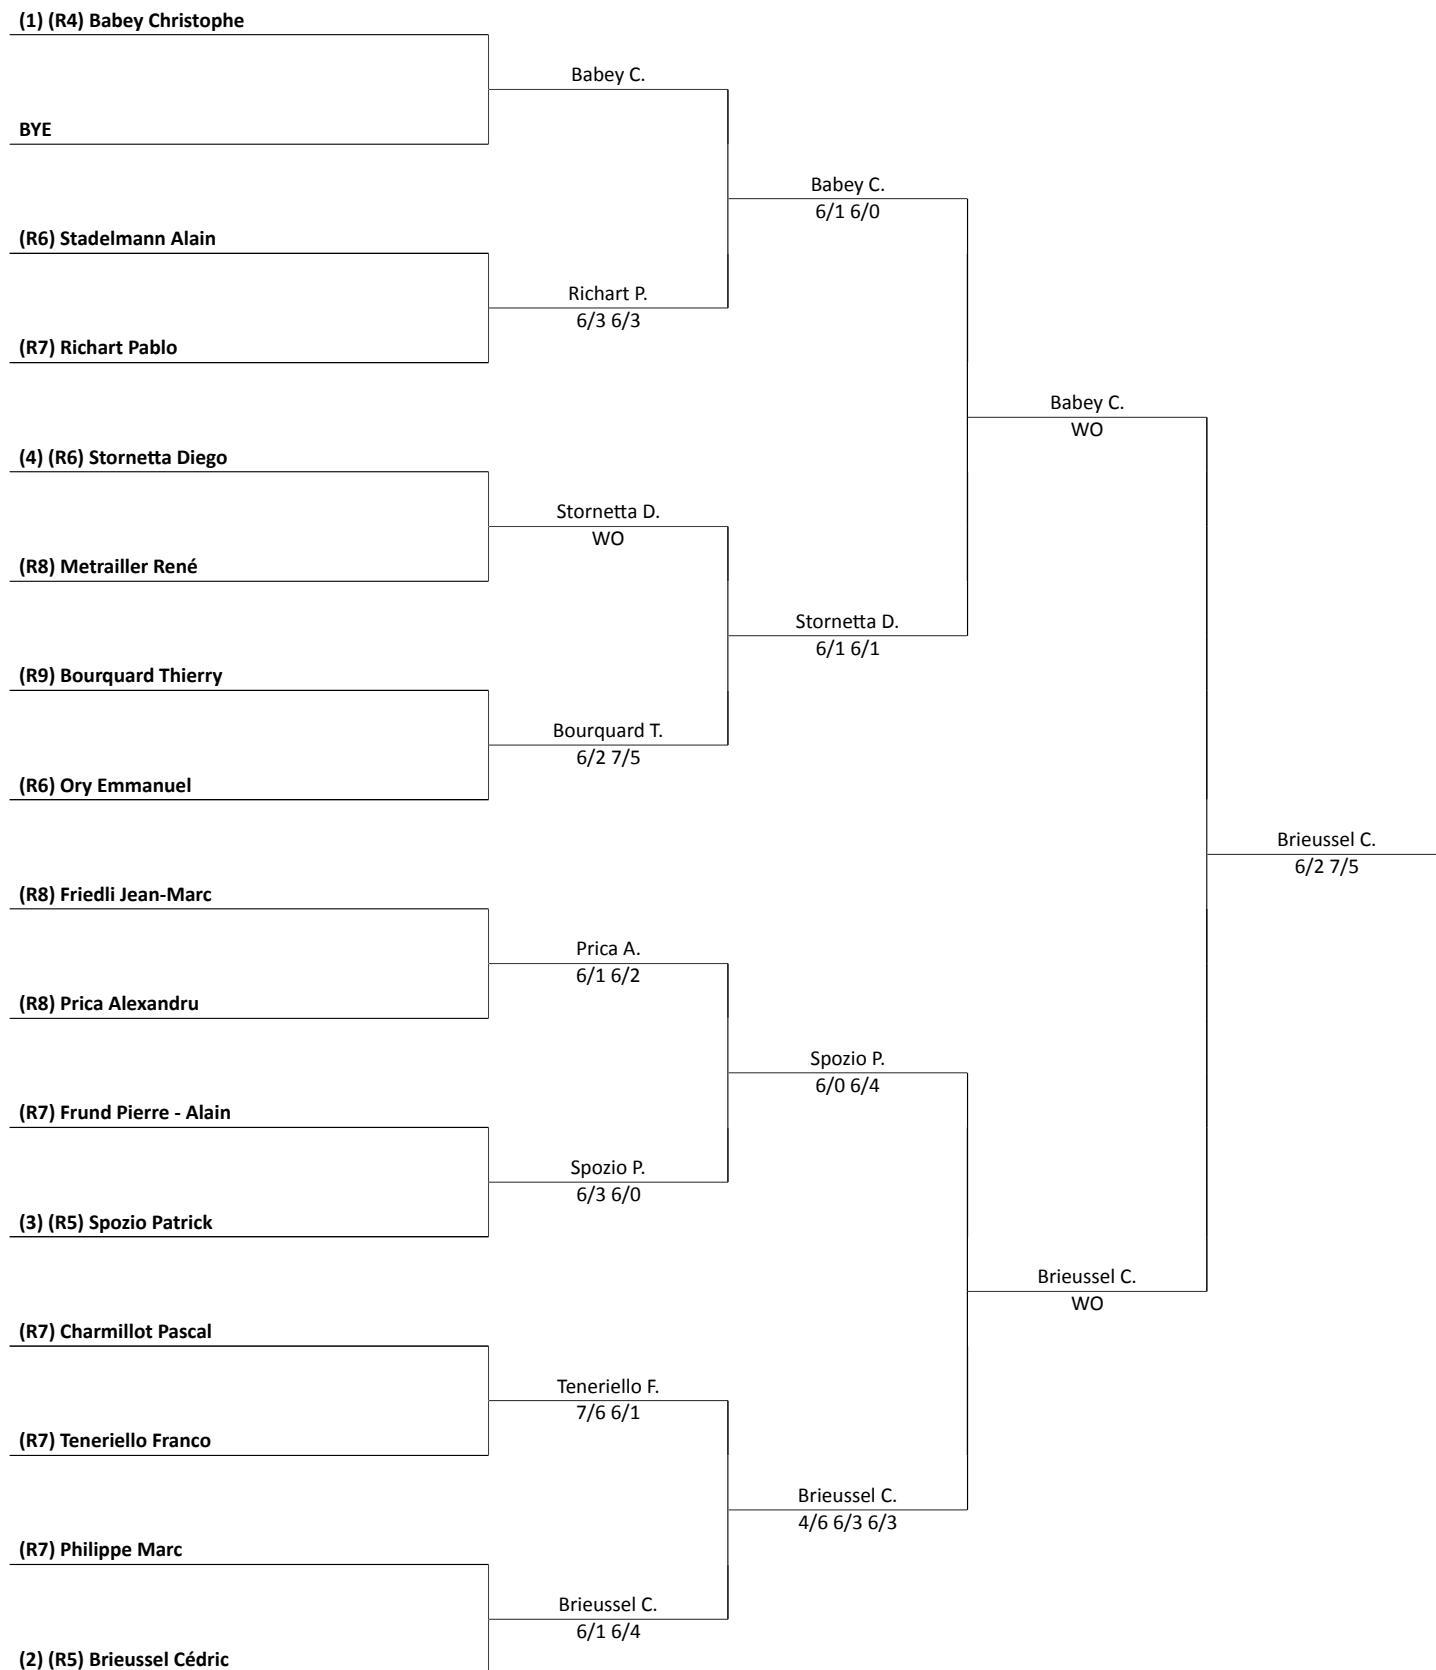 (1) (R4) Babey Christophe
Babey C.
BYE
Babey C.
6/1 6/0
(R6) Stadelmann Alain
Richart P.
6/3 6/3
(R7) Richart Pablo
Babey C.
WO
(4) (R6) Stornetta Diego
Stornetta D.
WO
(R8) Metrailler René
Stornetta D.
6/1 6/1
(R9) Bourquard Thierry
Bourquard T.
6/2 7/5
(R6) Ory Emmanuel
Brieussel C.
6/2 7/5
(R8) Friedli Jean-Marc
Prica A.
6/1 6/2
(R8) Prica Alexandru
Spozio P.
6/0 6/4
(R7) Frund Pierre - Alain
Spozio P.
6/3 6/0
(3) (R5) Spozio Patrick
Brieussel C.
WO
(R7) Charmillot Pascal
Teneriello F.
7/6 6/1
(R7) Teneriello Franco
Brieussel C.
4/6 6/3 6/3
(R7) Philippe Marc
Brieussel C.
6/1 6/4
(2) (R5) Brieussel Cédric